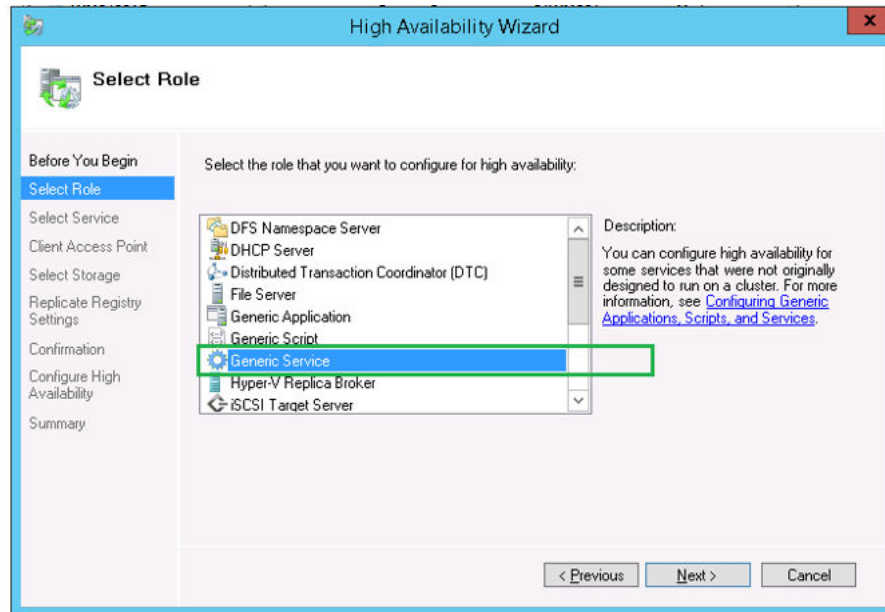 High Availability Wizard
x
Select Role
Before You Begin
Select Role
Select Service
Client Access Point
Select Storage
Replicate Registry
Settings
Confirmation
Configure High
Availability
Summary
Select the role that you want to configure for high availability:
DFS Namespace Server
DHCP Server
Distributed Transaction Coordinator (DTC)
File Server
Generic Application
Generic Script
Generic Service
Hyper-V Replica Broker
iSCSI Target Server
Description:
You can configure high availability for
some services that were not originally
designed to run on a cluster. For more
information, see Configuring Generic
Applications, Scripts, and Services.
< Previous
Next >
Cancel